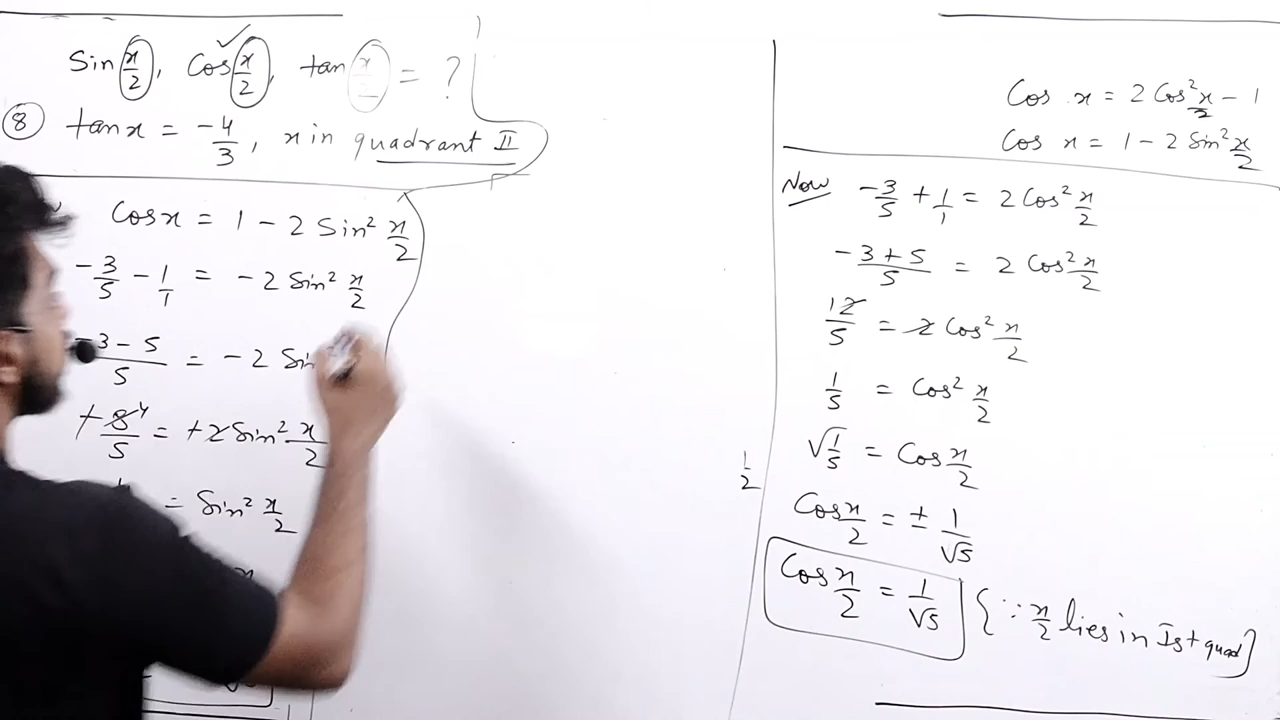 Sin x/2, Cos x/2, tan x/2 = ?
⑧ tan x = -4/3, x in quadrant II
Cos x = 1 - 2 Sin² x/2
-3/5 - 1/1 = -2 Sin² x/2
-3 - 5/5 = -2 Sin
+8 4/5 = +2 Sin² x/2
= Sin² x/2
1/2
Cos x = 2 Cos² x/2 - 1
Cos x = 1 - 2 Sin² x/2
Now -3/5 + 1/1 = 2 Cos² x/2
-3 + 5/5 = 2 Cos² x/2
12/5 = 2 Cos² x/2
1/5 = Cos² x/2
√1/5 = Cos x/2
Cos x/2 = ± 1/√5
Cos x/2 = 1/√5 {∵ x/2 lies in Ist quad}